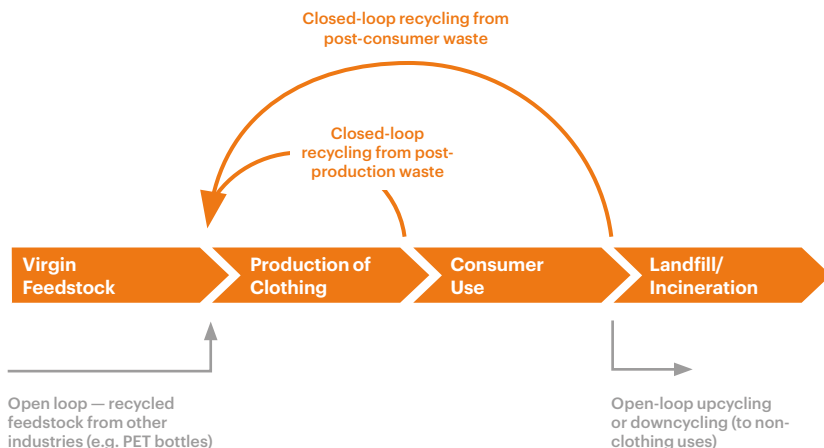 Closed-loop recycling from
post-consumer waste
Closed-loop
recycling from post-
production waste
Virgin
Feedstock
Production of
Clothing
Consumer
Use
Landfill/
Incineration
Open loop — recycled
feedstock from other
industries (e.g. PET bottles)
Open-loop upcycling
or downcycling (to non-
clothing uses)